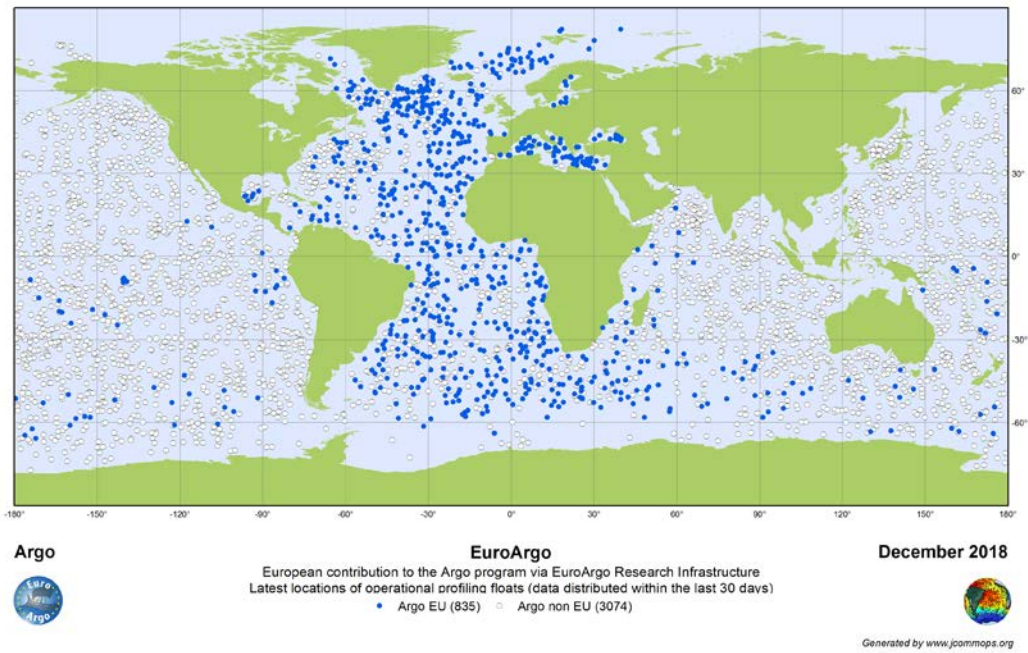 60°
30°
0°
-30°
-60°
-180° -150° -120° -90° -60° -30° 0° 30° 60° 90° 120° 150° 180°
Argo EuroArgo December 2018
European contribution to the Argo program via EuroArgo Research Infrastructure
Latest locations of operational profiling floats (data distributed within the last 30 days)
Argo EU (835) Argo non EU (3074)
Euro
Argo
Generated by www.jcommops.org